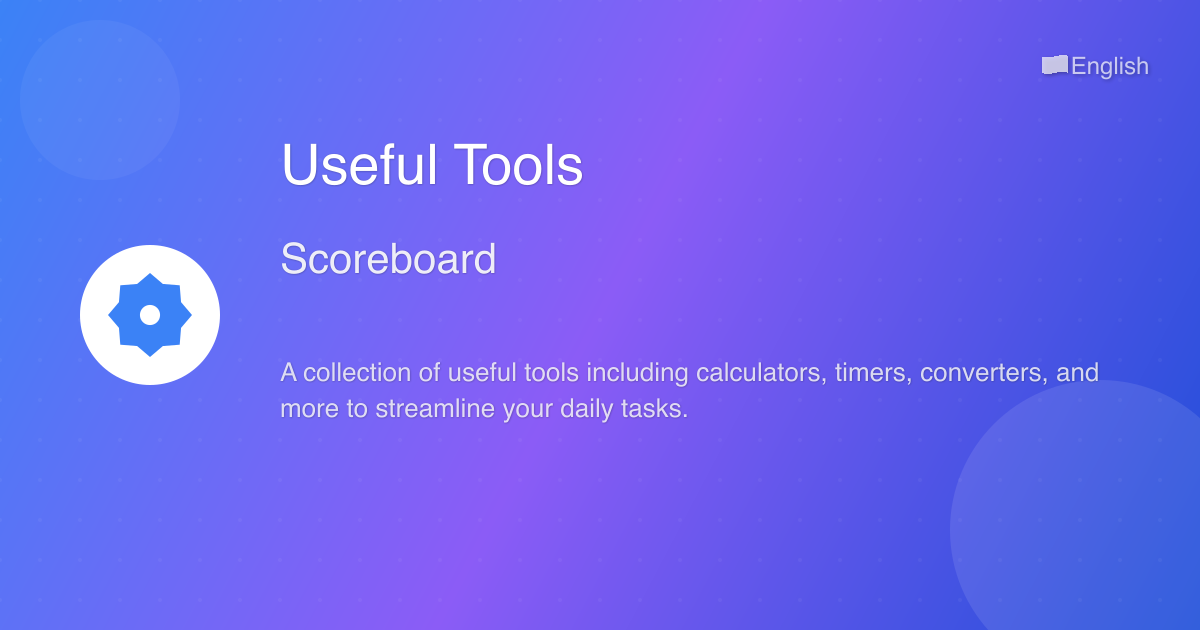 English
Useful Tools
Scoreboard
A collection of useful tools including calculators, timers, converters, and
more to streamline your daily tasks.